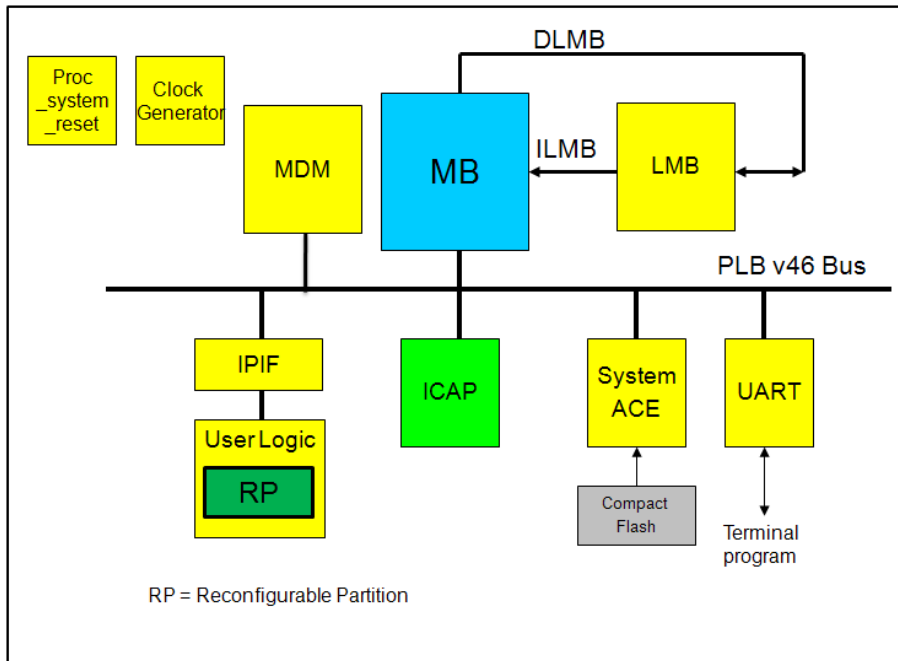 DLMB
Proc
_system
_reset
Clock
Generator
MDM
MB
ILMB
LMB
PLB v46 Bus
IPIF
ICAP
System
ACE
UART
User Logic
RP
Compact
Flash
Terminal
program
RP = Reconfigurable Partition